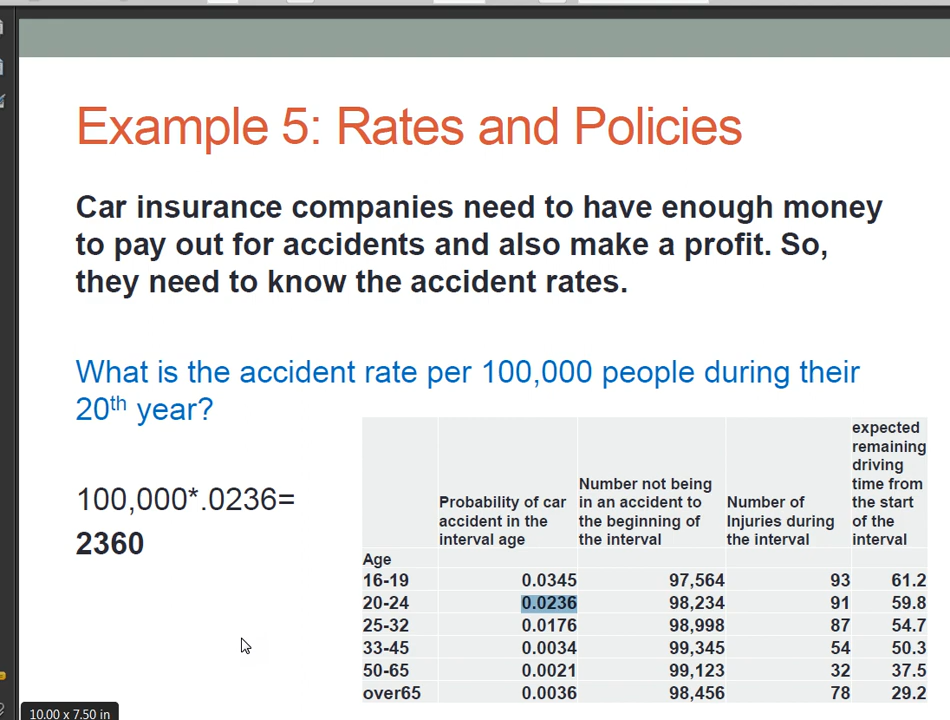 Example 5: Rates and Policies
Car insurance companies need to have enough money
to pay out for accidents and also make a profit. So,
they need to know the accident rates.
What is the accident rate per 100,000 people during their
20th year?
100,000*.0236=
2360
expected
remaining
driving
Number not being time from
Probability of car in an accident to Number of the start
accident in the the beginning of Injuries during of the
interval age the interval the interval interval
Age
16-19 0.0345 97,564 93 61.2
20-24 0.0236 98,234 91 59.8
25-32 0.0176 98,998 87 54.7
33-45 0.0034 99,345 54 50.3
50-65 0.0021 99,123 32 37.5
over65 0.0036 98,456 78 29.2
10.00 x 7.50 in